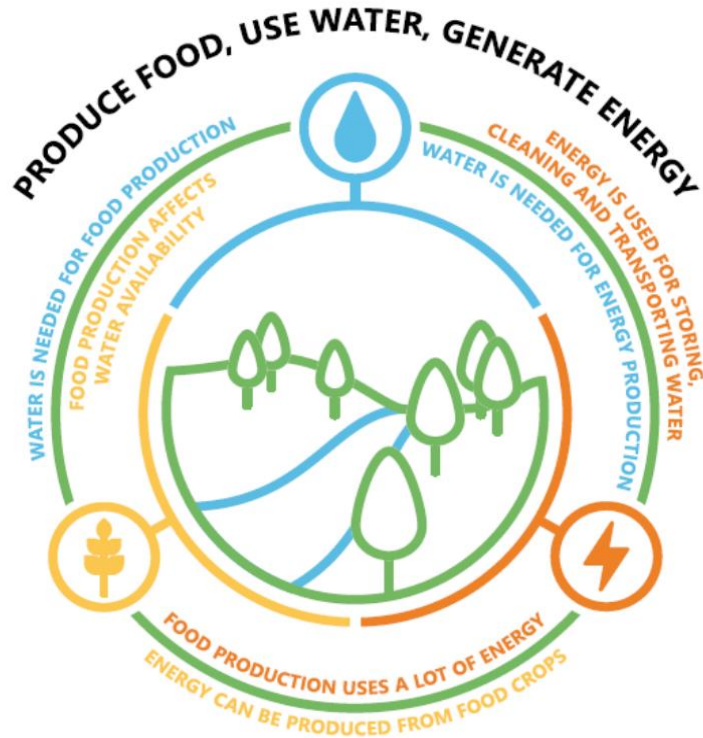 PRODUCE FOOD, USE WATER, GENERATE ENERGY
WATER IS NEEDED FOR FOOD PRODUCTION
FOOD PRODUCTION AFFECTS
WATER AVAILABILITY
ENERGY IS USED FOR STORING,
CLEANING AND TRANSPORTING WATER
WATER IS NEEDED FOR ENERGY PRODUCTION
FOOD PRODUCTION USES A LOT OF ENERGY
ENERGY CAN BE PRODUCED FROM FOOD CROPS